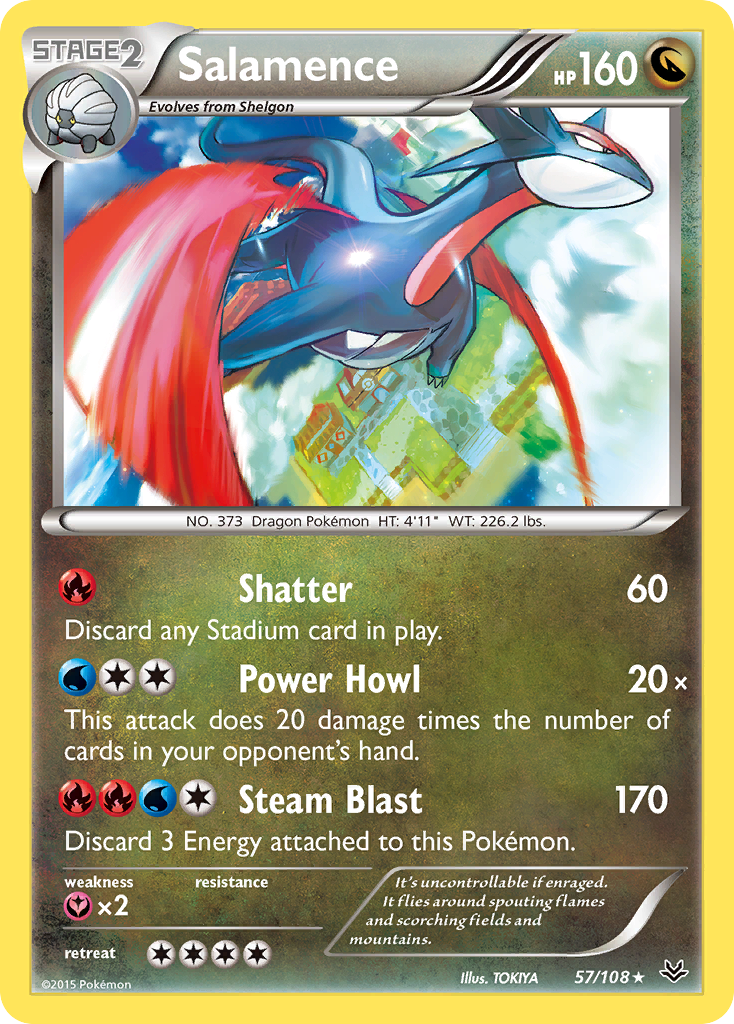 STAGE2
Salamence
HP160
Evolves from Shelgon
NO. 373 Dragon Pokémon HT: 4'11" WT: 226.2 lbs.
Shatter 60
Discard any Stadium card in play.
Power Howl 20×
This attack does 20 damage times the number of
cards in your opponent's hand.
Steam Blast 170
Discard 3 Energy attached to this Pokémon.
weakness resistance
×2
retreat
It's uncontrollable if enraged.
It flies around spouting flames
and scorching fields and
mountains.
©2015 Pokémon
Illus. TOKIYA 57/108★